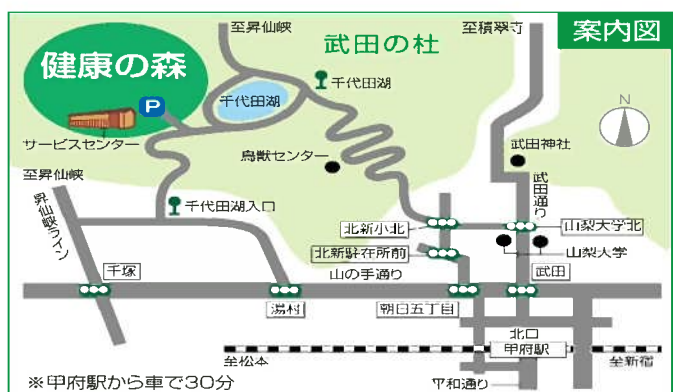 案内図
至昇仙峡
武田の杜
至積翠寺
健康の森
千代田湖
千代田湖
P
N
サービスセンター
鳥獣センター
武田神社
至昇仙峡
武田通り
昇仙峡ライン
千代田湖入口
北新小北
山梨大学北
北新駐在所前
山梨大学
山の手通り
千塚
武田
湯村
朝日五丁目
北口
甲府駅
至松本
至新宿
※甲府駅から車で30分
平和通り